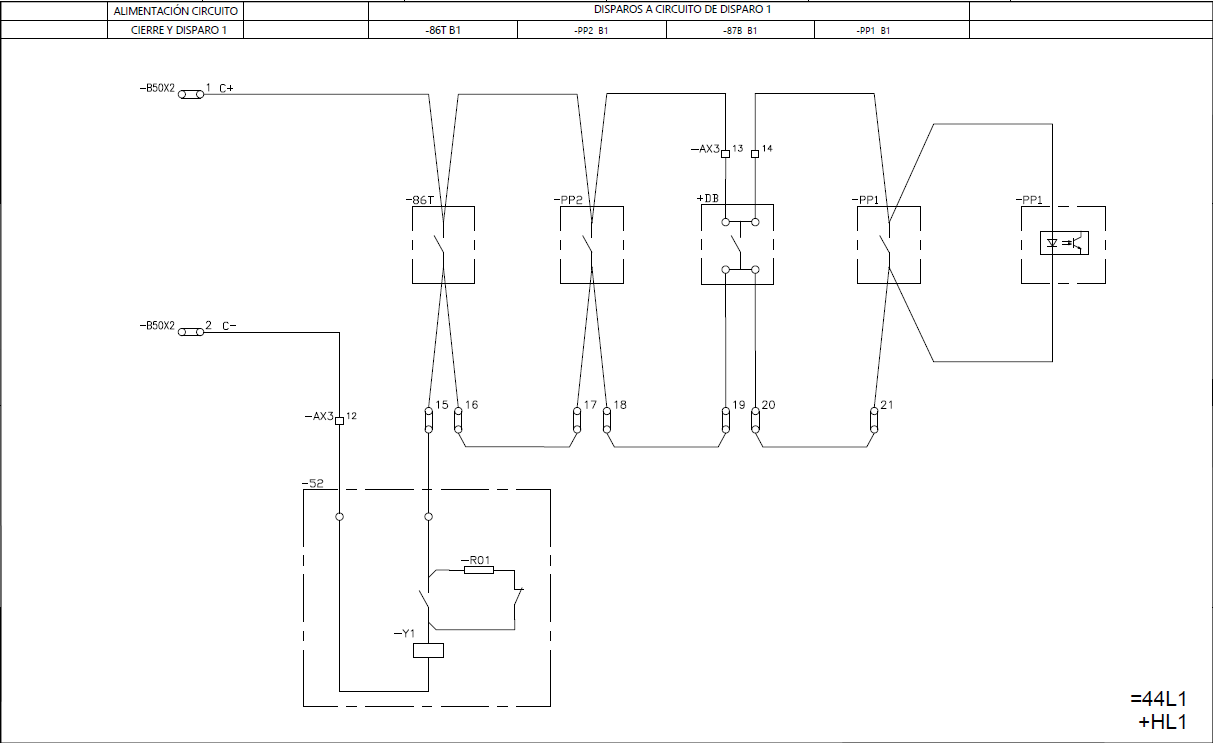 ALIMENTACIÓN CIRCUITO
DISPAROS A CIRCUITO DE DISPARO 1
CIERRE Y DISPARO 1
-86T B1
-PP2 B1
-87B B1
-PP1 B1
-B50X2 1 C+
-AX3 13 14
-86T
-PP2
+DB
-PP1
-PP1
-B50X2 2 C-
-AX3 12
15 16
17 18
19 20
21
-52
-R01
-Y1
=44L1
+HL1